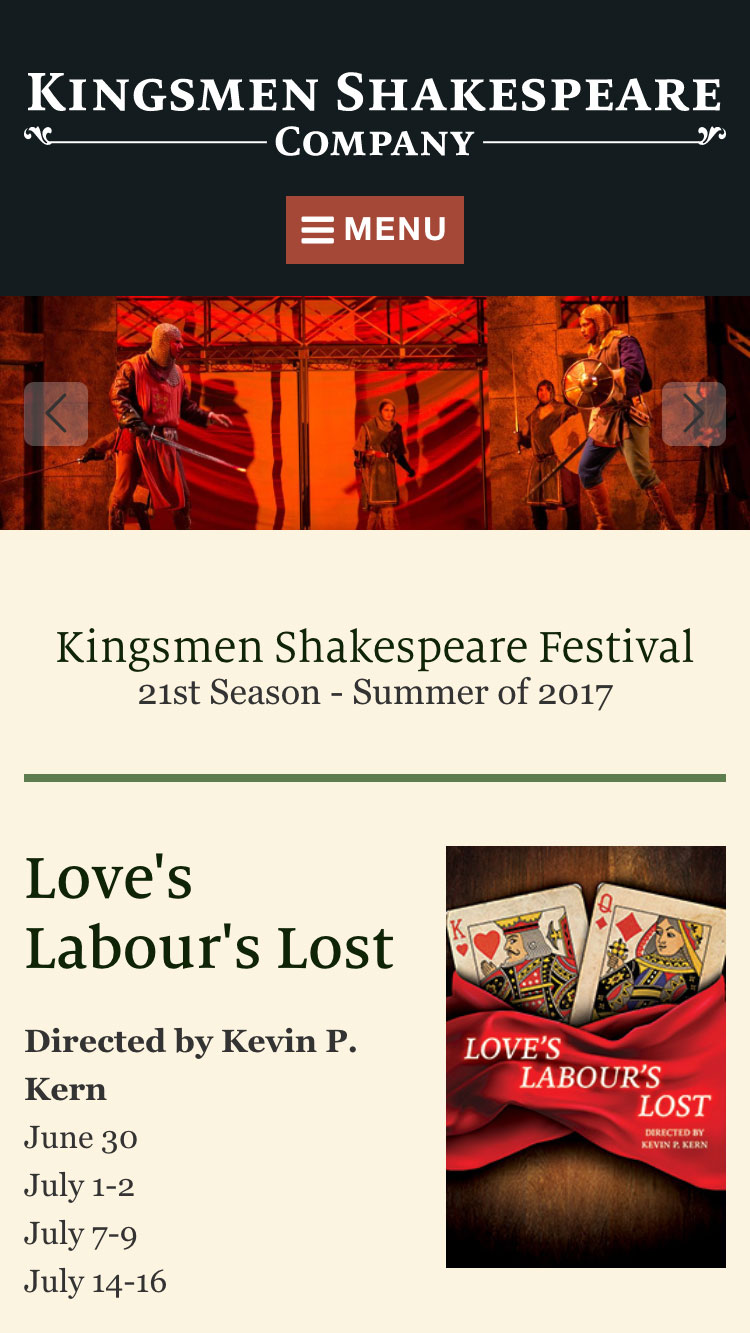 Kingsmen Shakespeare
Company
MENU
Kingsmen Shakespeare Festival
21st Season - Summer of 2017
Love's
Labour's Lost
Directed by Kevin P.
Kern
June 30
July 1-2
July 7-9
July 14-16
K
Q
LOVE'S
LABOUR'S
LOST
DIRECTED BY
KEVIN P. KERN